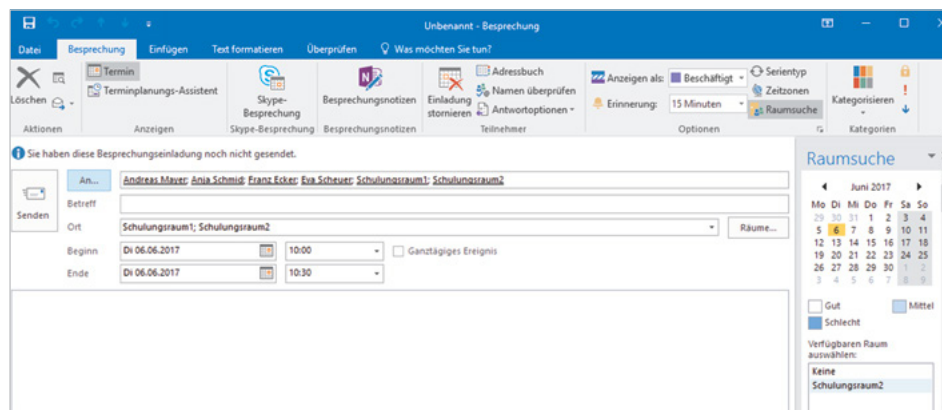 Unbenannt - Besprechung
Datei Besprechung Einfügen Text formatieren Überprüfen Was möchten Sie tun?
Löschen
Termin
Terminplanungs-Assistent
Skype-
Besprechung
Besprechungsnotizen
Einladung
stornieren
Adressbuch
Namen überprüfen
Antwortoptionen
Anzeigen als: Beschäftigt
Erinnerung: 15 Minuten
Serientyp
Zeitzonen
Raumsuche
Kategorisieren
Aktionen Anzeigen Skype-Besprechung Besprechungsnotizen Teilnehmer Optionen Kategorien
Sie haben diese Besprechungseinladung noch nicht gesendet.
Senden
An... Andreas Mayer; Anja Schmid; Franz Ecker; Eva Scheuer; Schulungsraum1; Schulungsraum2
Betreff
Ort Schulungsraum1; Schulungsraum2 Räume...
Beginn Di 06.06.2017 10:00 Ganztägiges Ereignis
Ende Di 06.06.2017 10:30
Raumsuche
Juni 2017
Mo Di Mi Do Fr Sa So
29 30 31 1 2 3 4
5 6 7 8 9 10 11
12 13 14 15 16 17 18
19 20 21 22 23 24 25
26 27 28 29 30 1 2
3 4 5 6 7 8 9
Gut Mittel
Schlecht
Verfügbaren Raum
auswählen:
Keine
Schulungsraum2